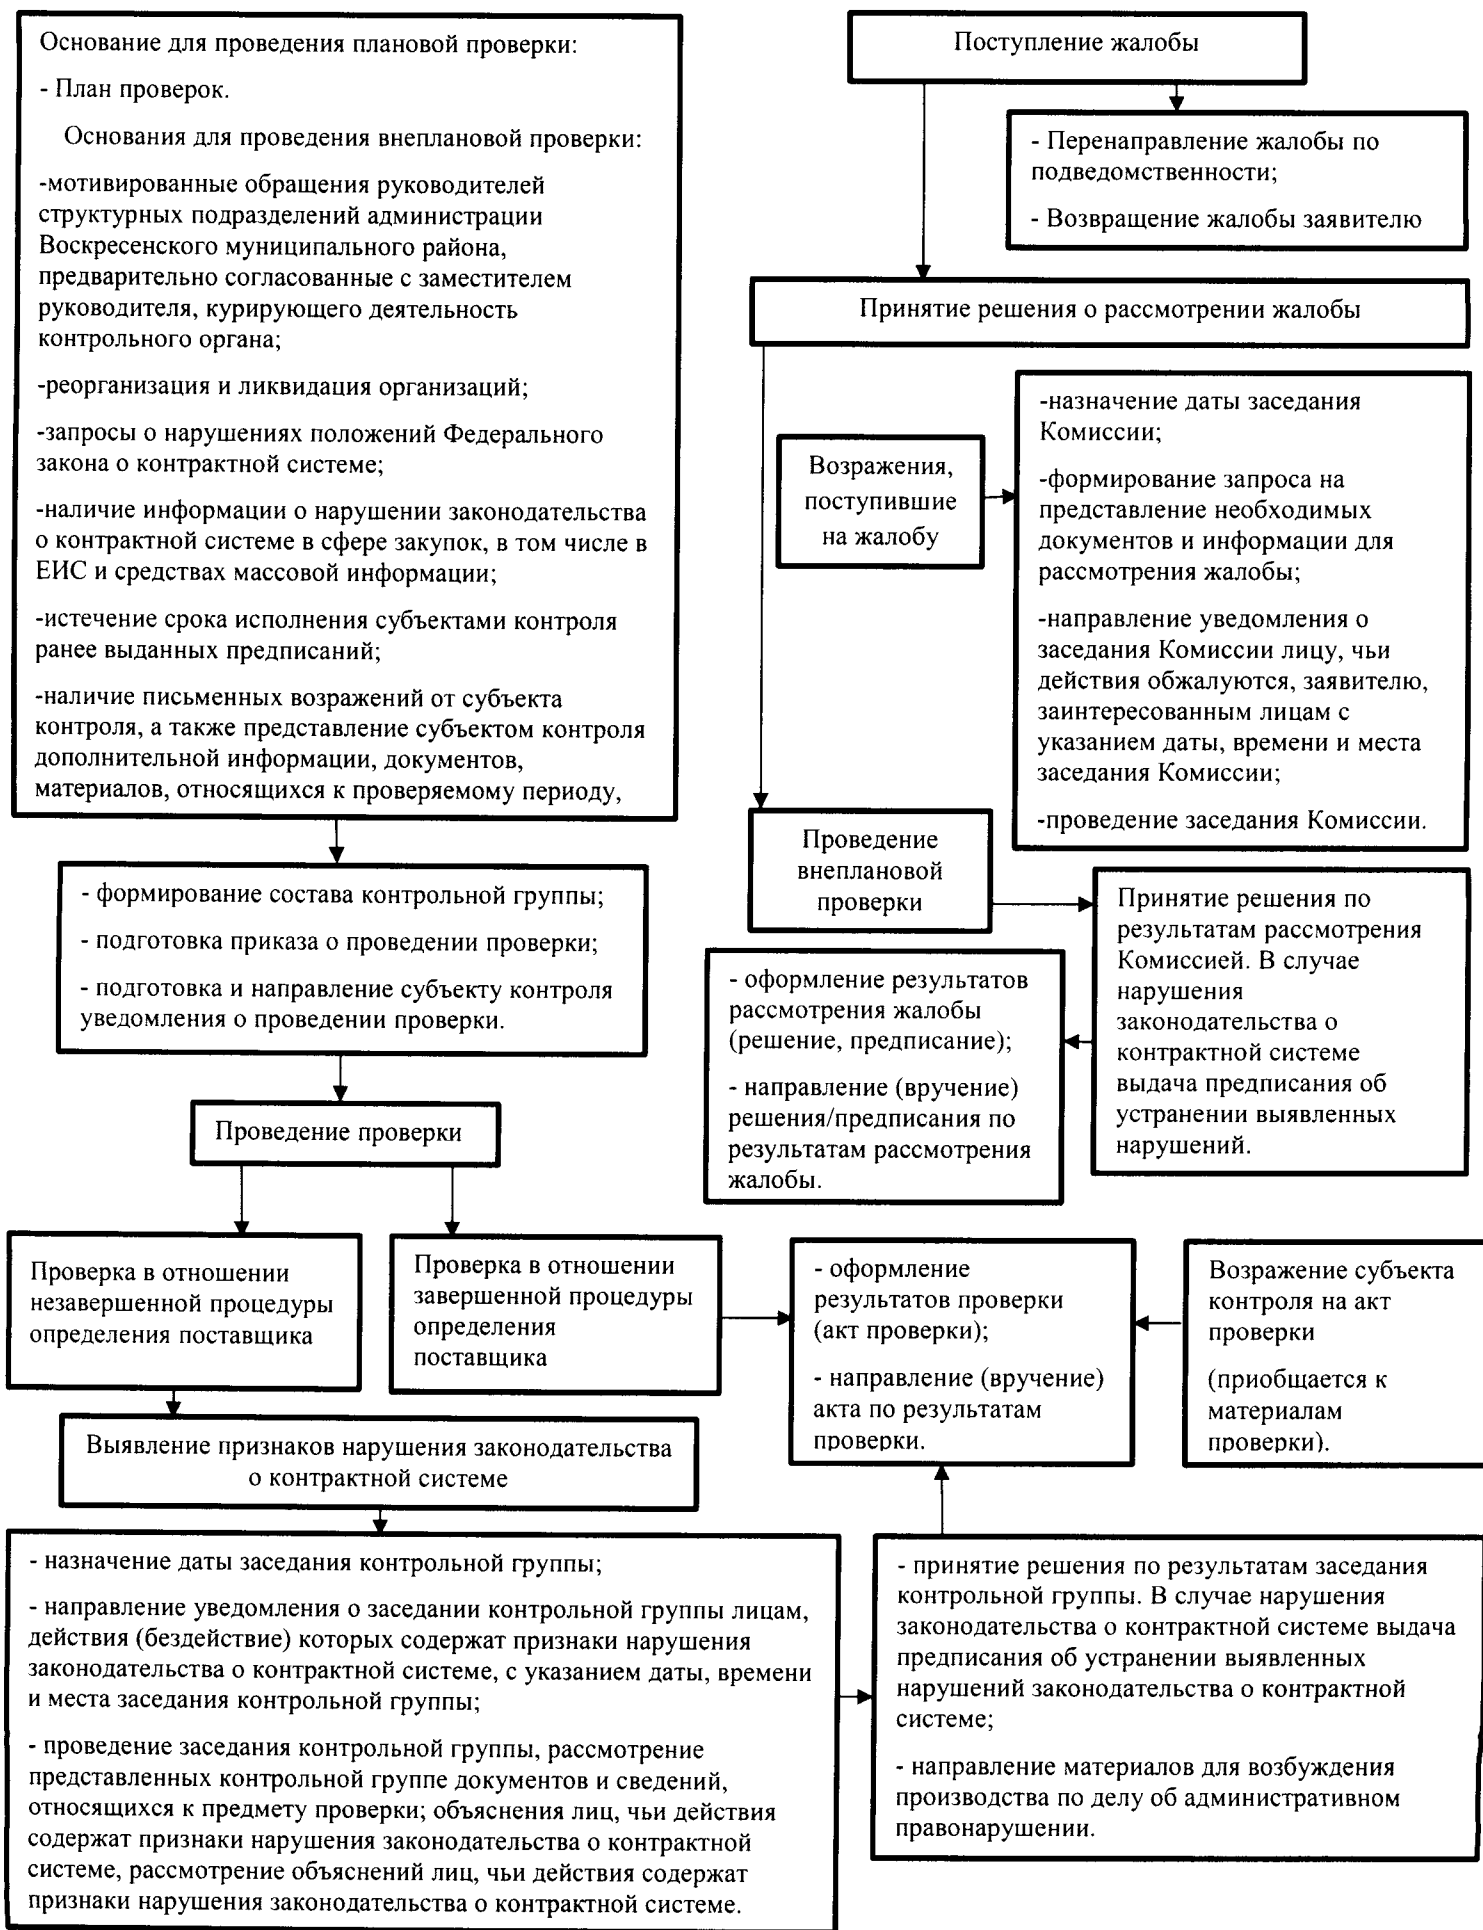 Основание для проведения плановой проверки:
- План проверок.
Основания для проведения внеплановой проверки:
-мотивированные обращения руководителей
структурных подразделений администрации
Воскресенского муниципального района,
предварительно согласованные с заместителем
руководителя, курирующего деятельность
контрольного органа;
-реорганизация и ликвидация организаций;
-запросы о нарушениях положений Федерального
закона о контрактной системе;
-наличие информации о нарушении законодательства
о контрактной системе в сфере закупок, в том числе в
ЕИС и средствах массовой информации;
-истечение срока исполнения субъектами контроля
ранее выданных предписаний;
-наличие письменных возражений от субъекта
контроля, а также представление субъектом контроля
дополнительной информации, документов,
материалов, относящихся к проверяемому периоду,
- формирование состава контрольной группы;
- подготовка приказа о проведении проверки;
- подготовка и направление субъекту контроля
уведомления о проведении проверки.
Проведение проверки
Поступление жалобы
- Перенаправление жалобы по
подведомственности;
- Возвращение жалобы заявителю
Принятие решения о рассмотрении жалобы
Возражения,
поступившие
на жалобу
-назначение даты заседания
Комиссии;
-формирование запроса на
представление необходимых
документов и информации для
рассмотрения жалобы;
-направление уведомления о
заседания Комиссии лицу, чьи
действия обжалуются, заявителю,
заинтересованным лицам с
указанием даты, времени и места
заседания Комиссии;
-проведение заседания Комиссии.
Проведение
внеплановой
проверки
Принятие решения по
результатам рассмотрения
Комиссией. В случае
нарушения
законодательства о
контрактной системе
выдача предписания об
устранении выявленных
нарушений.
- оформление результатов
рассмотрения жалобы
(решение, предписание);
- направление (вручение)
решения/предписания по
результатам рассмотрения
жалобы.
Проверка в отношении
незавершенной процедуры
определения поставщика
Проверка в отношении
завершенной процедуры
определения
поставщика
- оформление
результатов проверки
(акт проверки);
- направление (вручение)
акта по результатам
проверки.
Возражение субъекта
контроля на акт
проверки
(приобщается к
материалам
проверки).
Выявление признаков нарушения законодательства
о контрактной системе
- назначение даты заседания контрольной группы;
- направление уведомления о заседании контрольной группы лицам,
действия (бездействие) которых содержат признаки нарушения
законодательства о контрактной системе, с указанием даты, времени
и места заседания контрольной группы;
- проведение заседания контрольной группы, рассмотрение
представленных контрольной группе документов и сведений,
относящихся к предмету проверки; объяснения лиц, чьи действия
содержат признаки нарушения законодательства о контрактной
системе, рассмотрение объяснений лиц, чьи действия содержат
признаки нарушения законодательства о контрактной системе.
- принятие решения по результатам заседания
контрольной группы. В случае нарушения
законодательства о контрактной системе выдача
предписания об устранении выявленных
нарушений законодательства о контрактной
системе;
- направление материалов для возбуждения
производства по делу об административном
правонарушении.